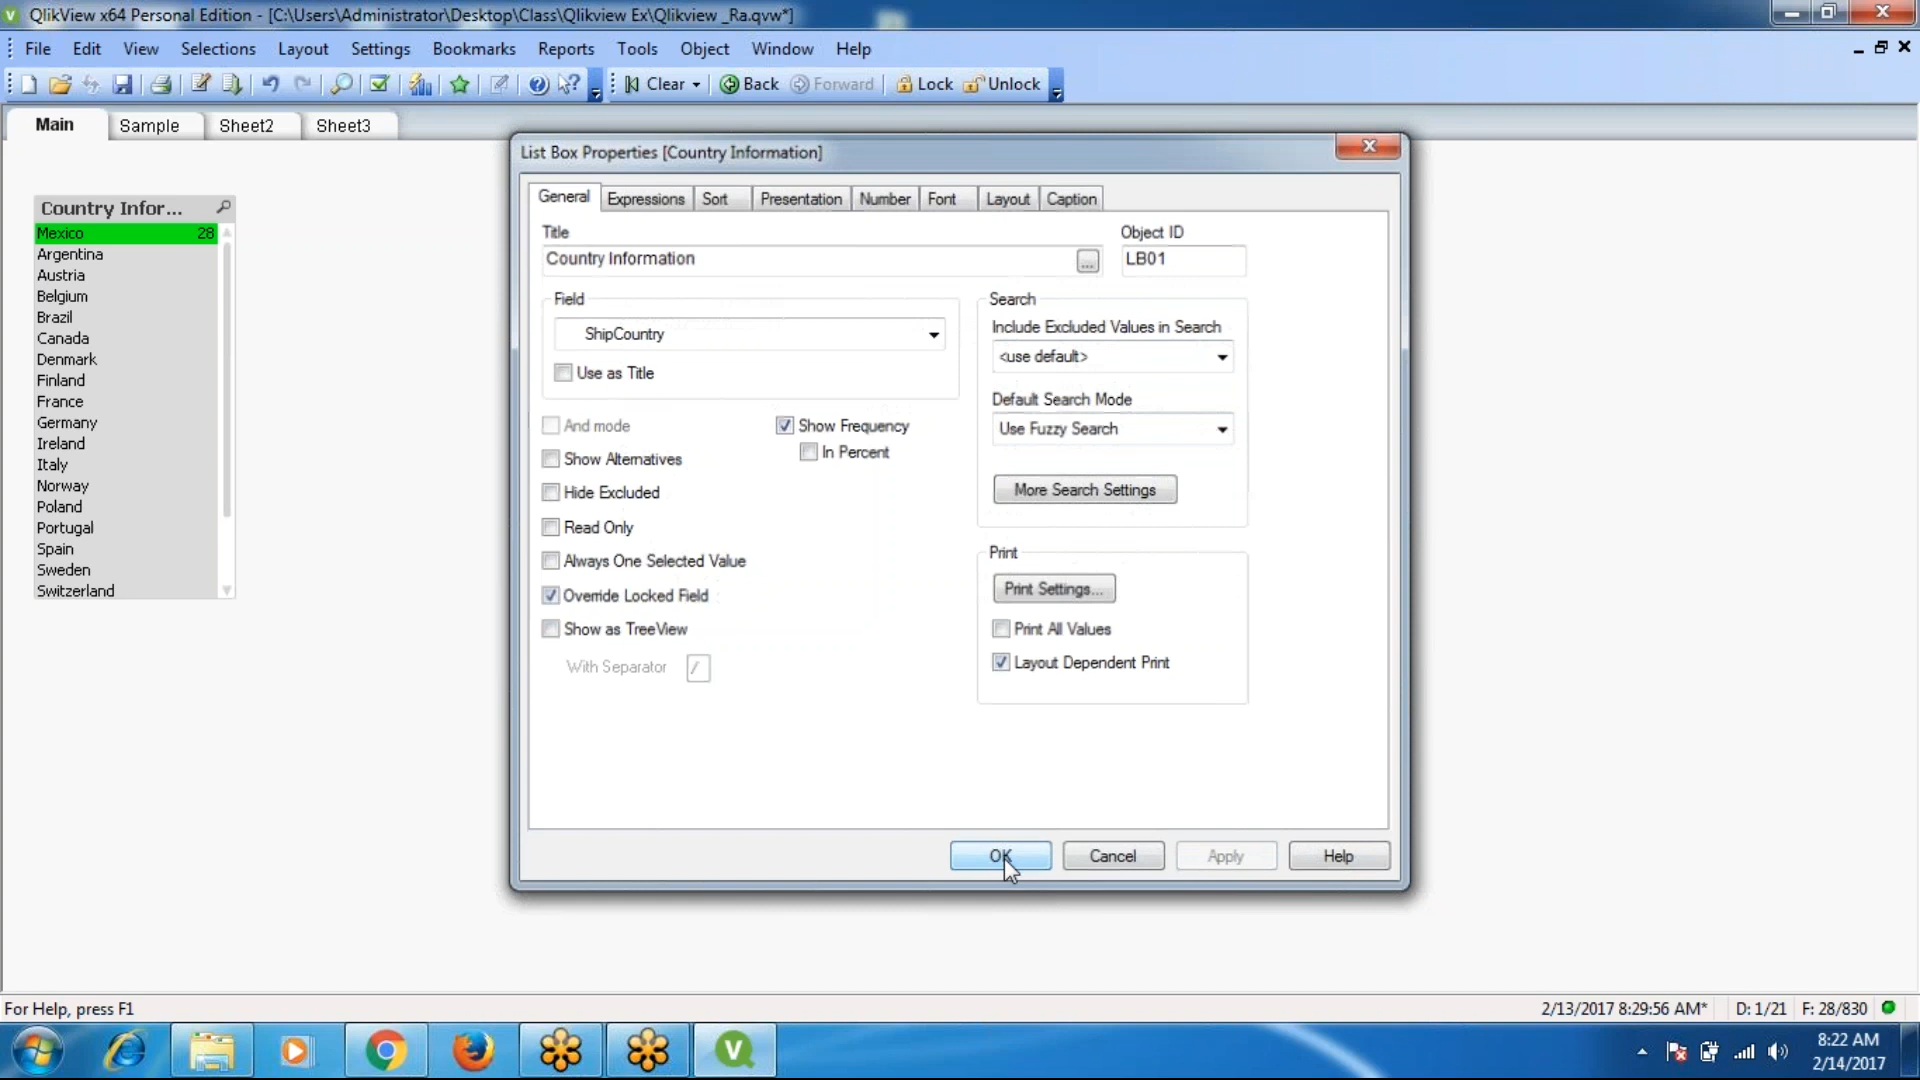 QlikView x64 Personal Edition - [C:\Users\Administrator\Desktop\Class\Qlikview Ex\Qlikview _Ra.qvw*]
File Edit View Selections Layout Settings Bookmarks Reports Tools Object Window Help
Clear Back Forward Lock Unlock
Main Sample Sheet2 Sheet3
List Box Properties [Country Information]
General Expressions Sort Presentation Number Font Layout Caption
Country Infor...
Mexico 28
Argentina
Austria
Belgium
Brazil
Canada
Denmark
Finland
France
Germany
Ireland
Italy
Norway
Poland
Portugal
Spain
Sweden
Switzerland
Title
Country Information ...
Object ID
LB01
Field
ShipCountry
Use as Title
And mode
Show Alternatives
Hide Excluded
Read Only
Always One Selected Value
Override Locked Field
Show as TreeView
With Separator /
Show Frequency
In Percent
Search
Include Excluded Values in Search
<use default>
Default Search Mode
Use Fuzzy Search
More Search Settings
Print
Print Settings...
Print All Values
Layout Dependent Print
OK Cancel Apply Help
For Help, press F1
2/13/2017 8:29:56 AM* D: 1/21 F: 28/830
8:22 AM
2/14/2017